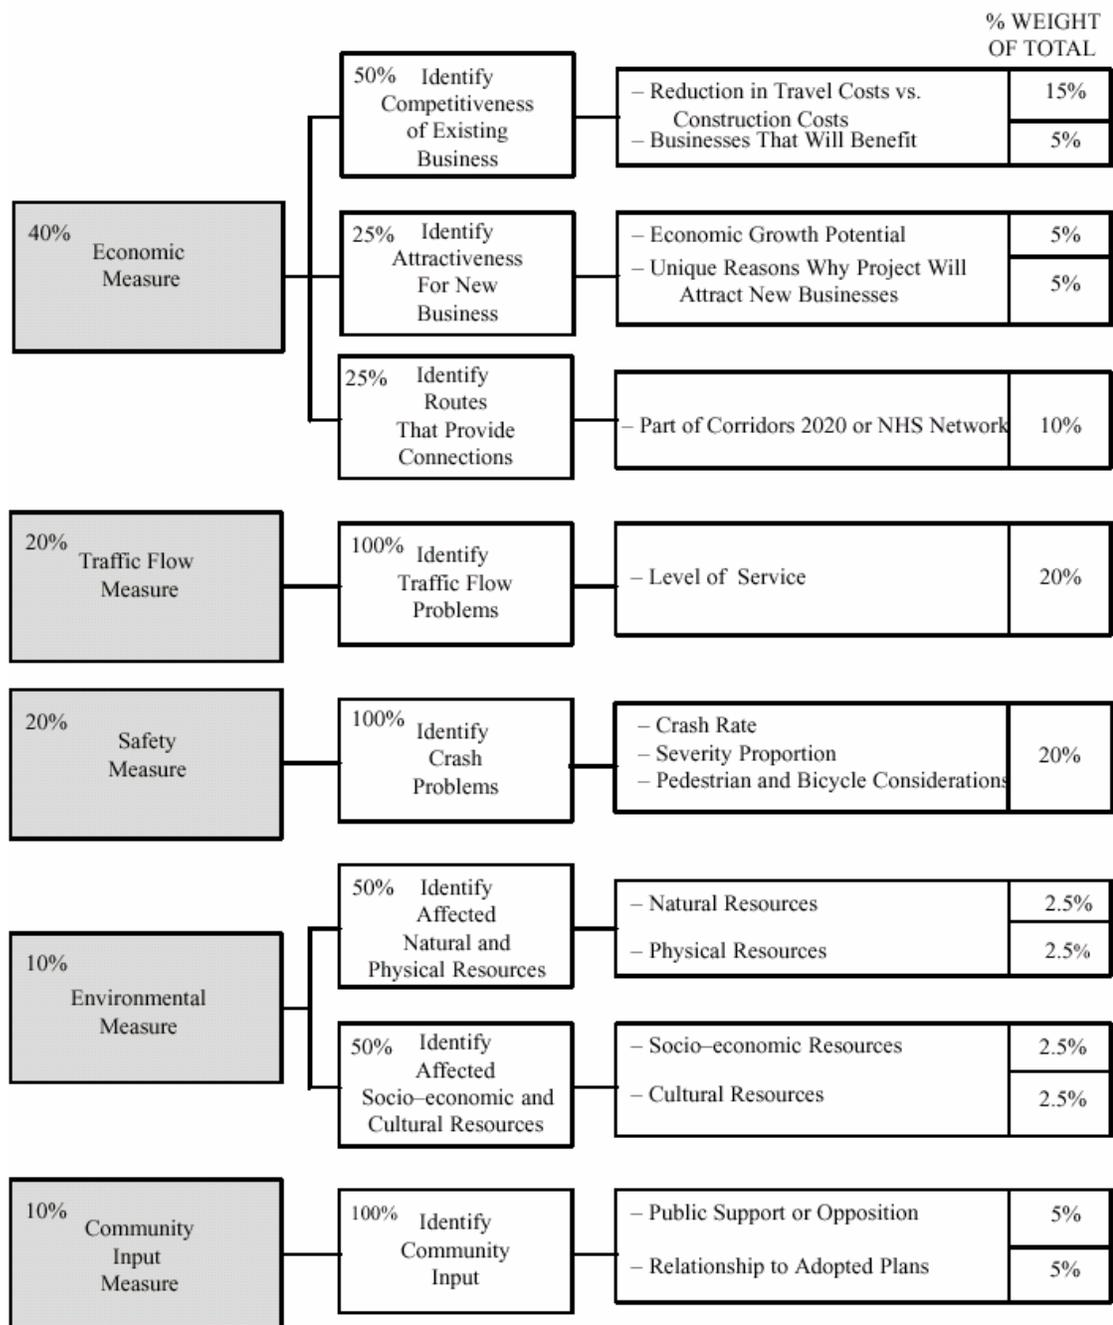 % WEIGHT
OF TOTAL
40%
Economic
Measure
50% Identify
Competitiveness
of Existing
Business
– Reduction in Travel Costs vs.
Construction Costs
15%
– Businesses That Will Benefit
5%
25% Identify
Attractiveness
For New
Business
– Economic Growth Potential
5%
– Unique Reasons Why Project Will
Attract New Businesses
5%
25% Identify
Routes
That Provide
Connections
– Part of Corridors 2020 or NHS Network
10%
20%
Traffic Flow
Measure
100% Identify
Traffic Flow
Problems
– Level of Service
20%
20%
Safety
Measure
100% Identify
Crash
Problems
– Crash Rate
– Severity Proportion
– Pedestrian and Bicycle Considerations
20%
10%
Environmental
Measure
50% Identify
Affected
Natural and
Physical Resources
– Natural Resources
2.5%
– Physical Resources
2.5%
50% Identify
Affected
Socio–economic and
Cultural Resources
– Socio–economic Resources
2.5%
– Cultural Resources
2.5%
10%
Community
Input
Measure
100% Identify
Community
Input
– Public Support or Opposition
5%
– Relationship to Adopted Plans
5%